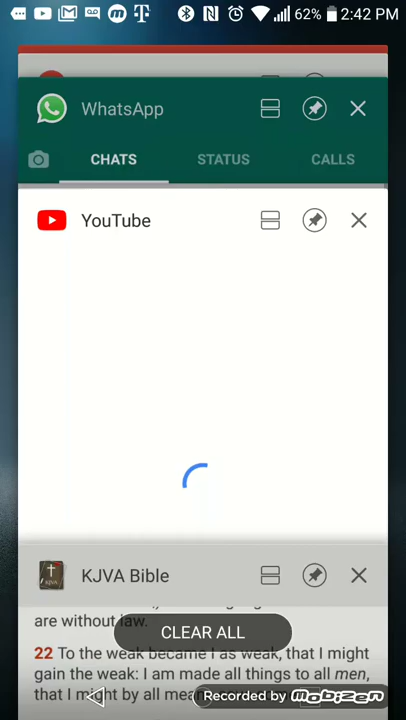 62% 2:42 PM
WhatsApp
CHATS STATUS CALLS
YouTube
KJVA Bible
are without law.
CLEAR ALL
22 To the weak became I as weak, that I might
gain the weak: I am made all things to all men,
that I might by all means
Recorded by mobizen